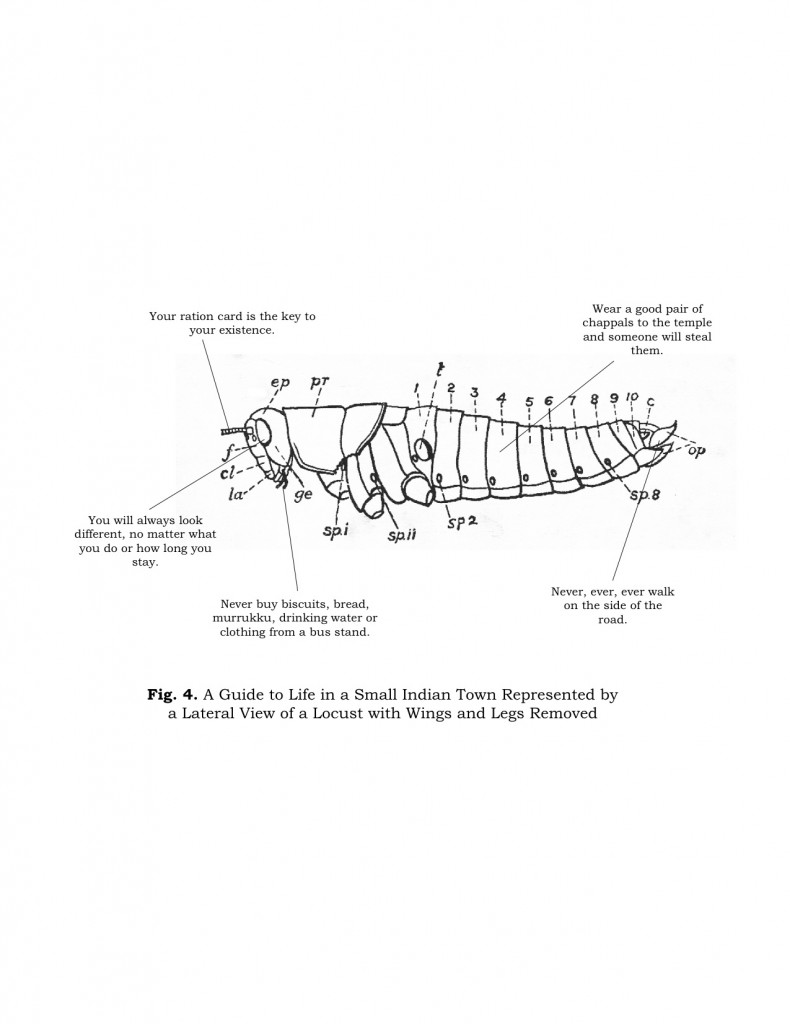 Wear a good pair of
chappals to the temple
and someone will steal
them.
Your ration card is the key to
your existence.
ep pr 1 t 2 3 4 5 6 7 8 9 10 c
f
cl
la
ge
op
sp.i
sp.ii
sp2
sp.8
You will always look
different, no matter what
you do or how long you
stay.
Never buy biscuits, bread,
murrukku, drinking water or
clothing from a bus stand.
Never, ever, ever walk
on the side of the
road.
Fig. 4. A Guide to Life in a Small Indian Town Represented by
a Lateral View of a Locust with Wings and Legs Removed